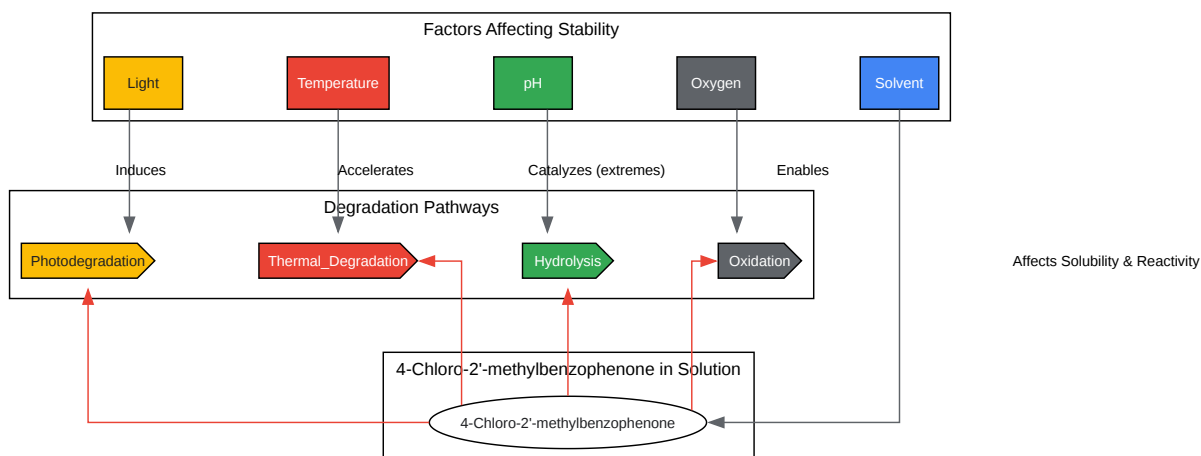 Factors Affecting Stability
Light
Temperature
pH
Oxygen
Solvent
Induces
Accelerates
Catalyzes (extremes)
Enables
Degradation Pathways
Photodegradation
Thermal_Degradation
Hydrolysis
Oxidation
Affects Solubility & Reactivity
4-Chloro-2'-methylbenzophenone in Solution
4-Chloro-2'-methylbenzophenone